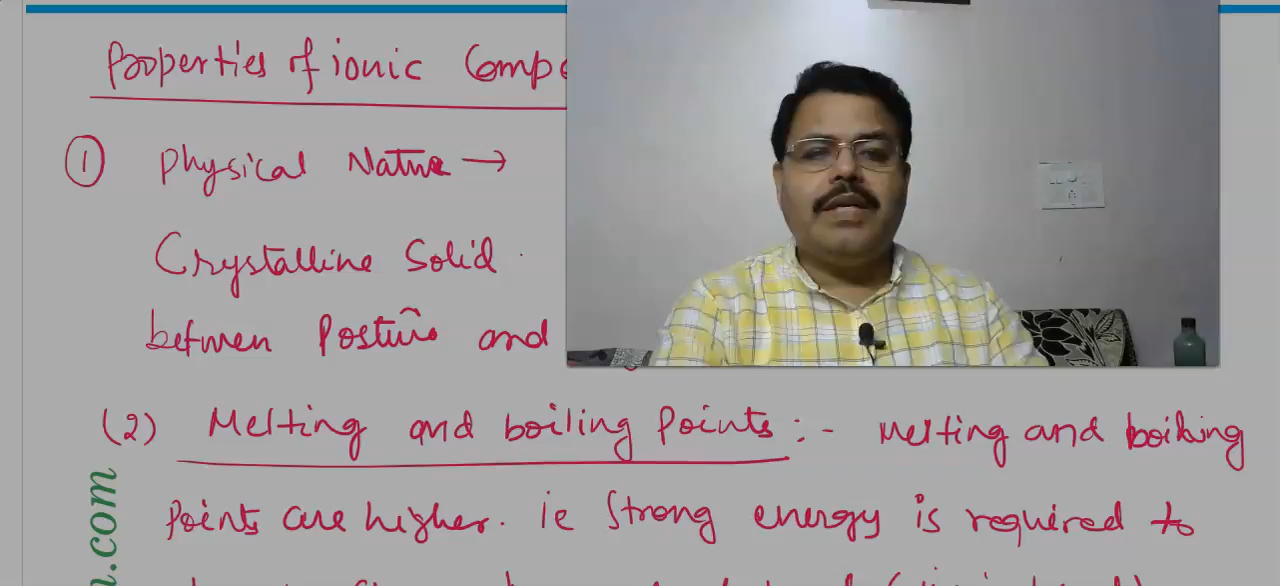 Properties of ionic Comp
① Physical Nature →
Crystalline Solid
between Positive and
(2) Melting and boiling Points :- Melting and boiling
Points are higher. ie Strong energy is required to
n.com